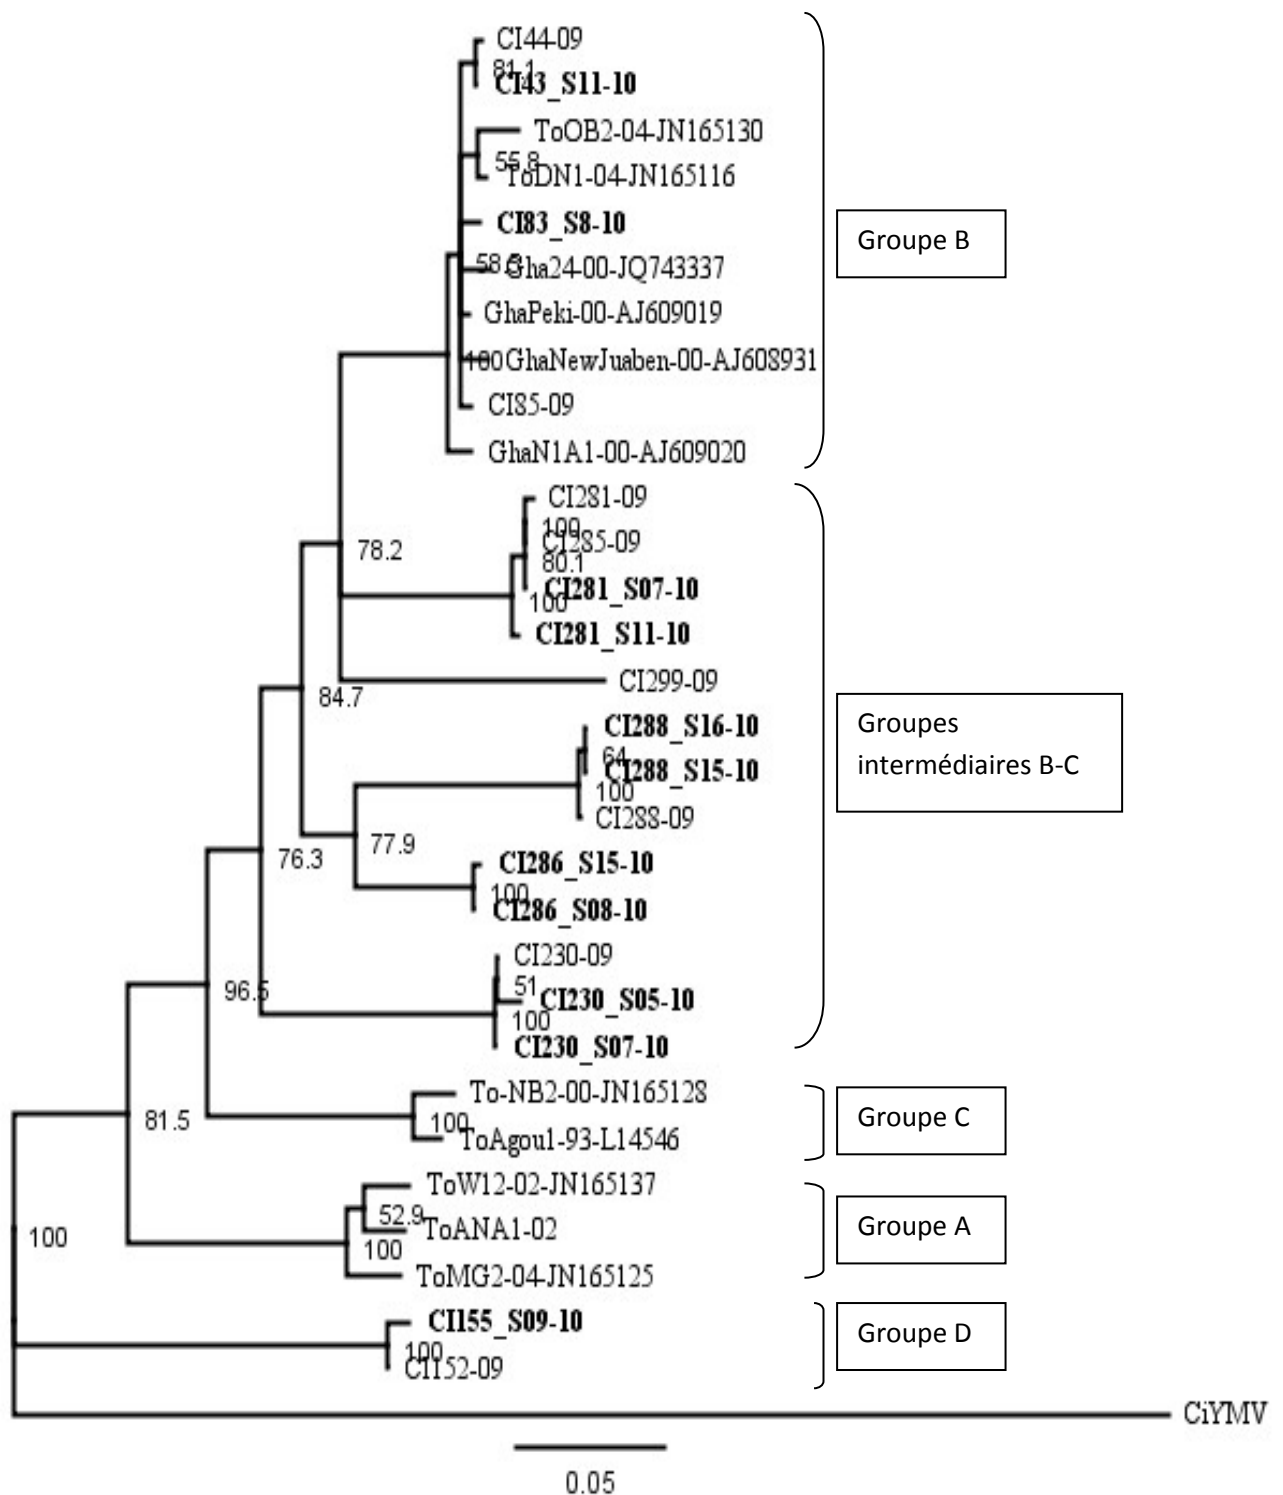 CI44-09
81.1
CI43_S11-10
ToOB2-04-JN165130
55.8
ToDN1-04-JN165116
CI83_S8-10
Groupe B
58.3
Gha24-00-JQ743337
GhaPeki-00-AJ609019
100
GhaNewJuaben-00-AJ608931
CI85-09
GhaN1A1-00-AJ609020
CI281-09
100
CI285-09
78.2
80.1
CI281_S07-10
100
CI281_S11-10
CI299-09
84.7
CI288_S16-10
Groupes
intermédiaires B-C
64
CI288_S15-10
100
CI288-09
77.9
76.3
CI286_S15-10
100
CI286_S08-10
CI230-09
51
96.5
CI230_S05-10
100
CI230_S07-10
To-NB2-00-JN165128
81.5
100
Groupe C
ToAgou1-93-L14546
ToW12-02-JN165137
52.9
ToANA1-02
Groupe A
100
100
ToMG2-04-JN165125
CI155_S09-10
Groupe D
100
CI152-09
CiYMV
0.05